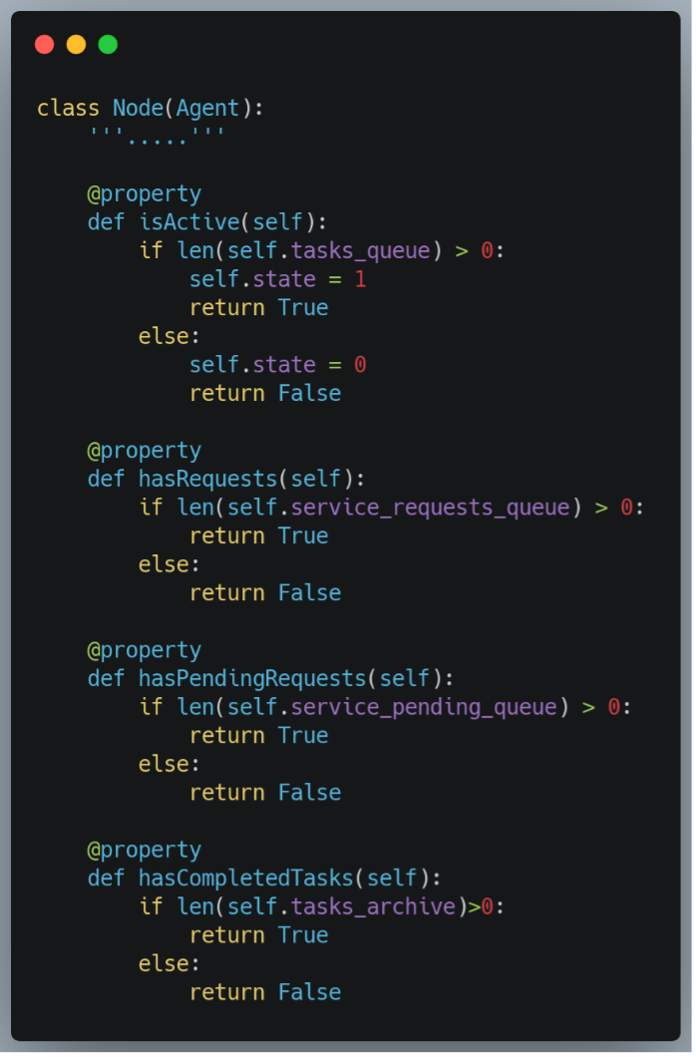 class Node(Agent):
    '''.....'''
    @property
    def isActive(self):
        if len(self.tasks_queue) > 0:
            self.state = 1
            return True
        else:
            self.state = 0
            return False
    @property
    def hasRequests(self):
        if len(self.service_requests_queue) > 0:
            return True
        else:
            return False
    @property
    def hasPendingRequests(self):
        if len(self.service_pending_queue) > 0:
            return True
        else:
            return False
    @property
    def hasCompletedTasks(self):
        if len(self.tasks_archive)>0:
            return True
        else:
            return False